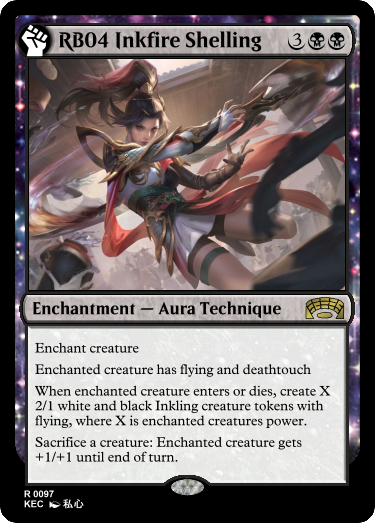 RB04 Inkfire Shelling 3
Enchantment — Aura Technique
Enchant creature
Enchanted creature has flying and deathtouch
When enchanted creature enters or dies, create X
2/1 white and black Inkling creature tokens with
flying, where X is enchanted creatures power.
Sacrifice a creature: Enchanted creature gets
+1/+1 until end of turn.
R 0097
KEC 私心